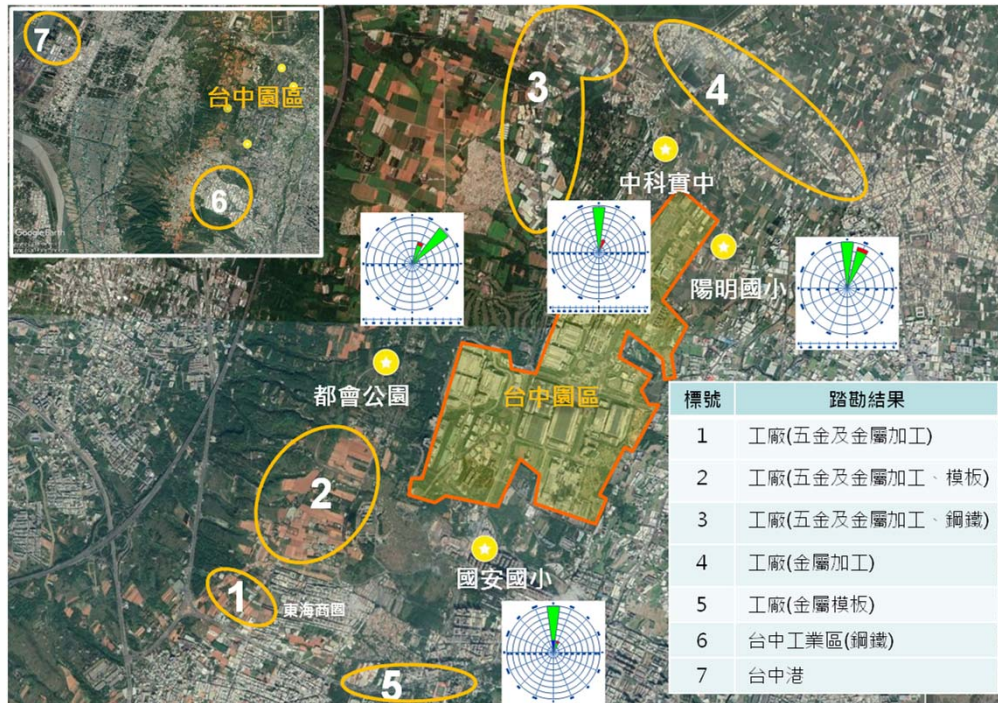 7
台中園區
6
Google Earth
3
4
中科實中
陽明國小
都會公園
台中園區
2
1
東海商圈
國安國小
5
標號 踏勘結果
1 工廠(五金及金屬加工)
2 工廠(五金及金屬加工、模板)
3 工廠(五金及金屬加工、鋼鐵)
4 工廠(金屬加工)
5 工廠(金屬模板)
6 台中工業區(鋼鐵)
7 台中港